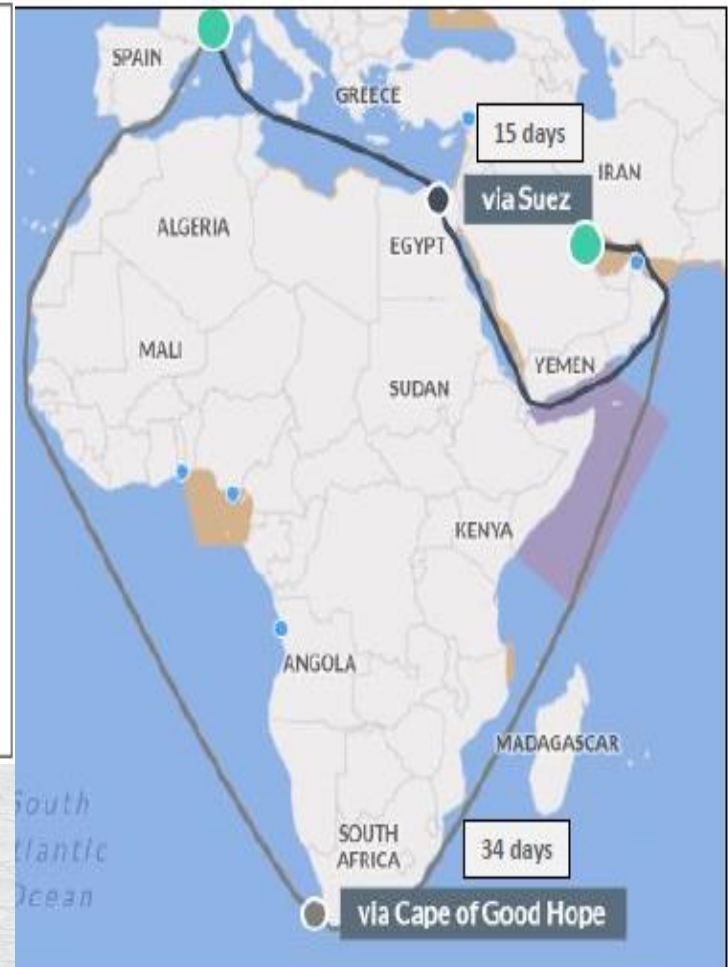 SPAIN
GREECE
15 days
IRAN
via Suez
ALGERIA
EGYPT
MALI
YEMEN
SUDAN
KENYA
ANGOLA
MADAGASCAR
South
tlantic
Ocean
SOUTH
AFRICA
34 days
via Cape of Good Hope